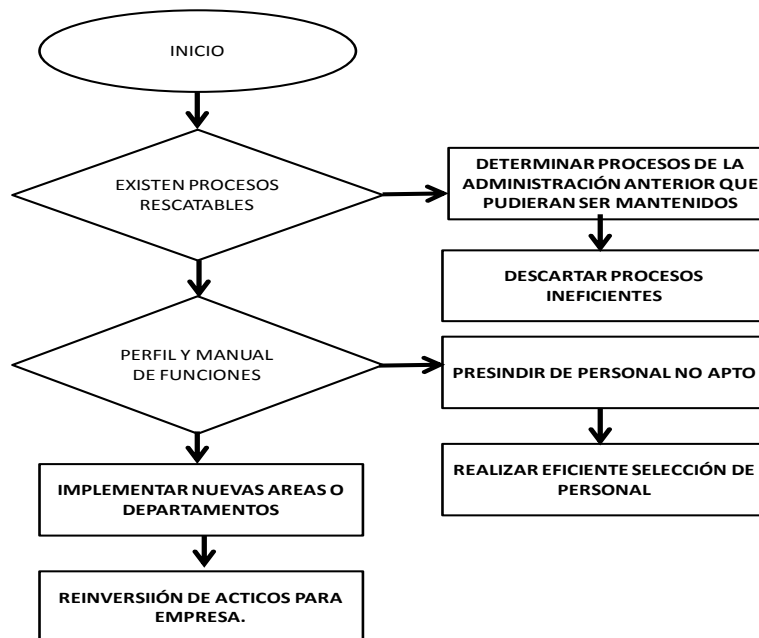 INICIO
EXISTEN PROCESOS
RESCATABLES
DETERMINAR PROCESOS DE LA
ADMINISTRACIÓN ANTERIOR QUE
PUDIERAN SER MANTENIDOS
DESCARTAR PROCESOS
INEFICIENTES
PERFIL Y MANUAL
DE FUNCIONES
PRESINDIR DE PERSONAL NO APTO
REALIZAR EFICIENTE SELECCIÓN DE
PERSONAL
IMPLEMENTAR NUEVAS AREAS O
DEPARTAMENTOS
REINVERSIIÓN DE ACTICOS PARA
EMPRESA.